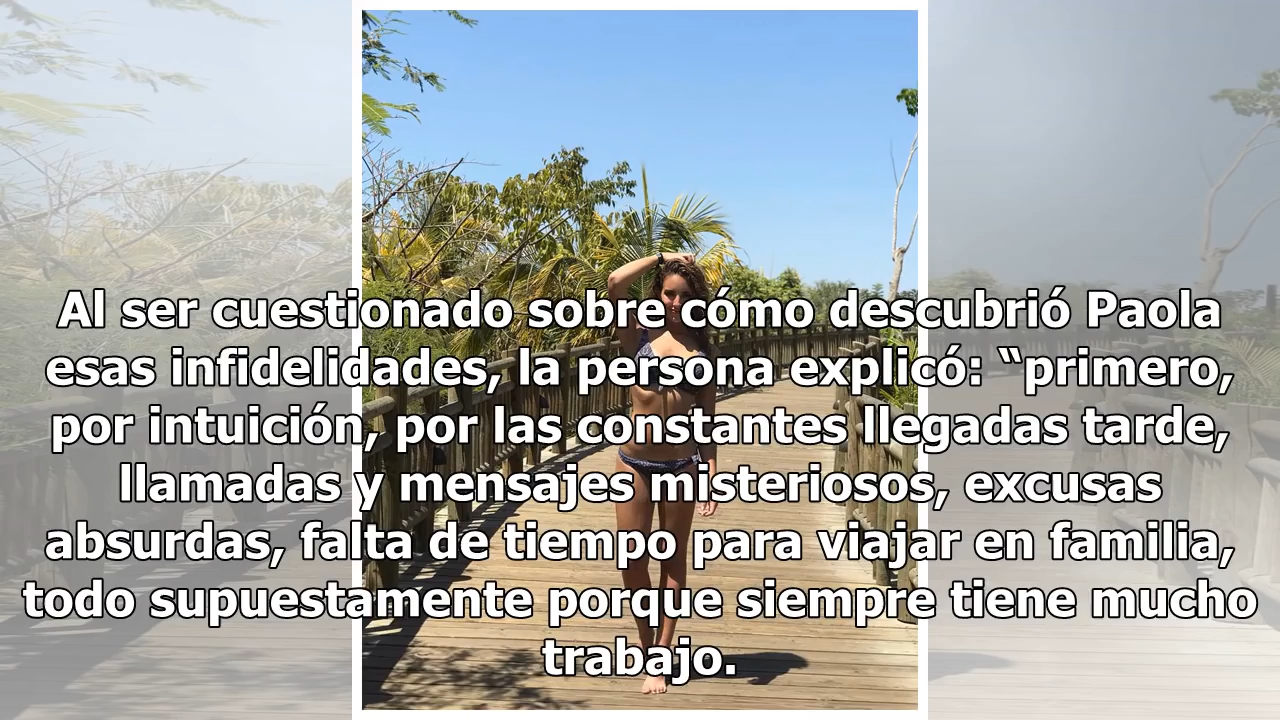 Al ser cuestionado sobre cómo descubrió Paola
esas infidelidades, la persona explicó: “primero,
por intuición, por las constantes llegadas tarde,
llamadas y mensajes misteriosos, excusas
absurdas, falta de tiempo para viajar en familia,
todo supuestamente porque siempre tiene mucho
trabajo.